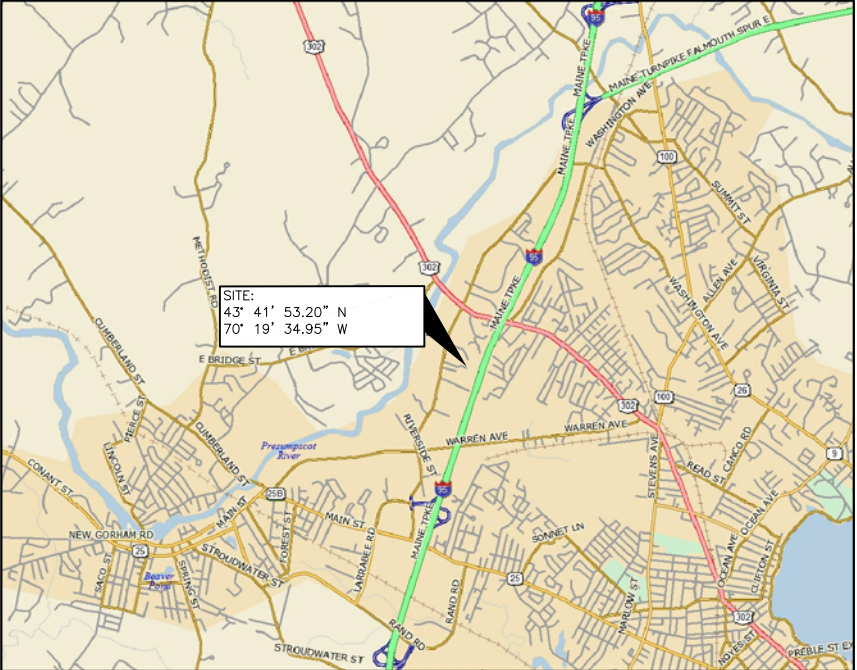 95
302
MAINE TPKE
MAINE TURNPIKE FALMOUTH SPUR E
WASHINGTON AVE
MAINE TPKE
100
SUMMIT ST
METHODIST RD
302
95
ALLEN AVE
VIRGINIA ST
SITE:
43° 41' 53.20" N
70° 19' 34.95" W
MAINE TPKE
WASHINGTON AVE
CUMBERLAND ST
E BRIDGE ST
26
PIERCE ST
100
302
RIVERSIDE ST
WARREN AVE
WARREN AVE
CUMBERLAND ST
LINCOLN ST
Presumpscot
River
STEVENS AVE
CANCO RD
READ ST
9
CONANT ST
95
25B
MAIN ST
MAIN ST
OCEAN AVE
NEW GORHAM RD
25
FOREST ST
LARRABEE RD
MAINE TPKE
SONNET LN
STROUDWATER ST
SACO ST
Beaver
Pond
SPRING ST
25
RAND RD
MARLOW ST
OCEAN AVE
CLIFTON ST
302
RAND RD
STROUDWATER ST
NOYES ST
PREBLE ST EX